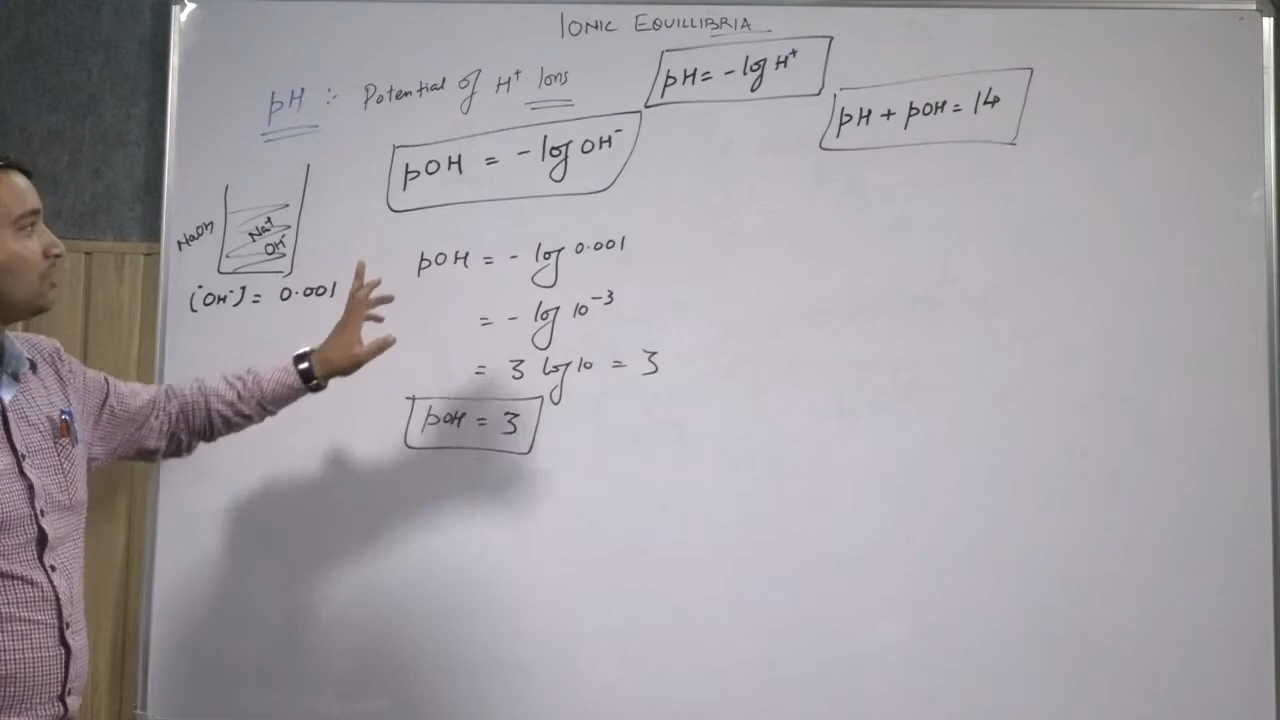 IONIC EQUILLIBRIA
pH :- Potential of H⁺ Ions
pH = -log H⁺
pH + pOH = 14
pOH = -log OH⁻
NaOH
Na⁺
OH⁻
[OH⁻] = 0.001
pOH = - log 0.001
= - log 10⁻³
= 3 log 10 = 3
pOH = 3